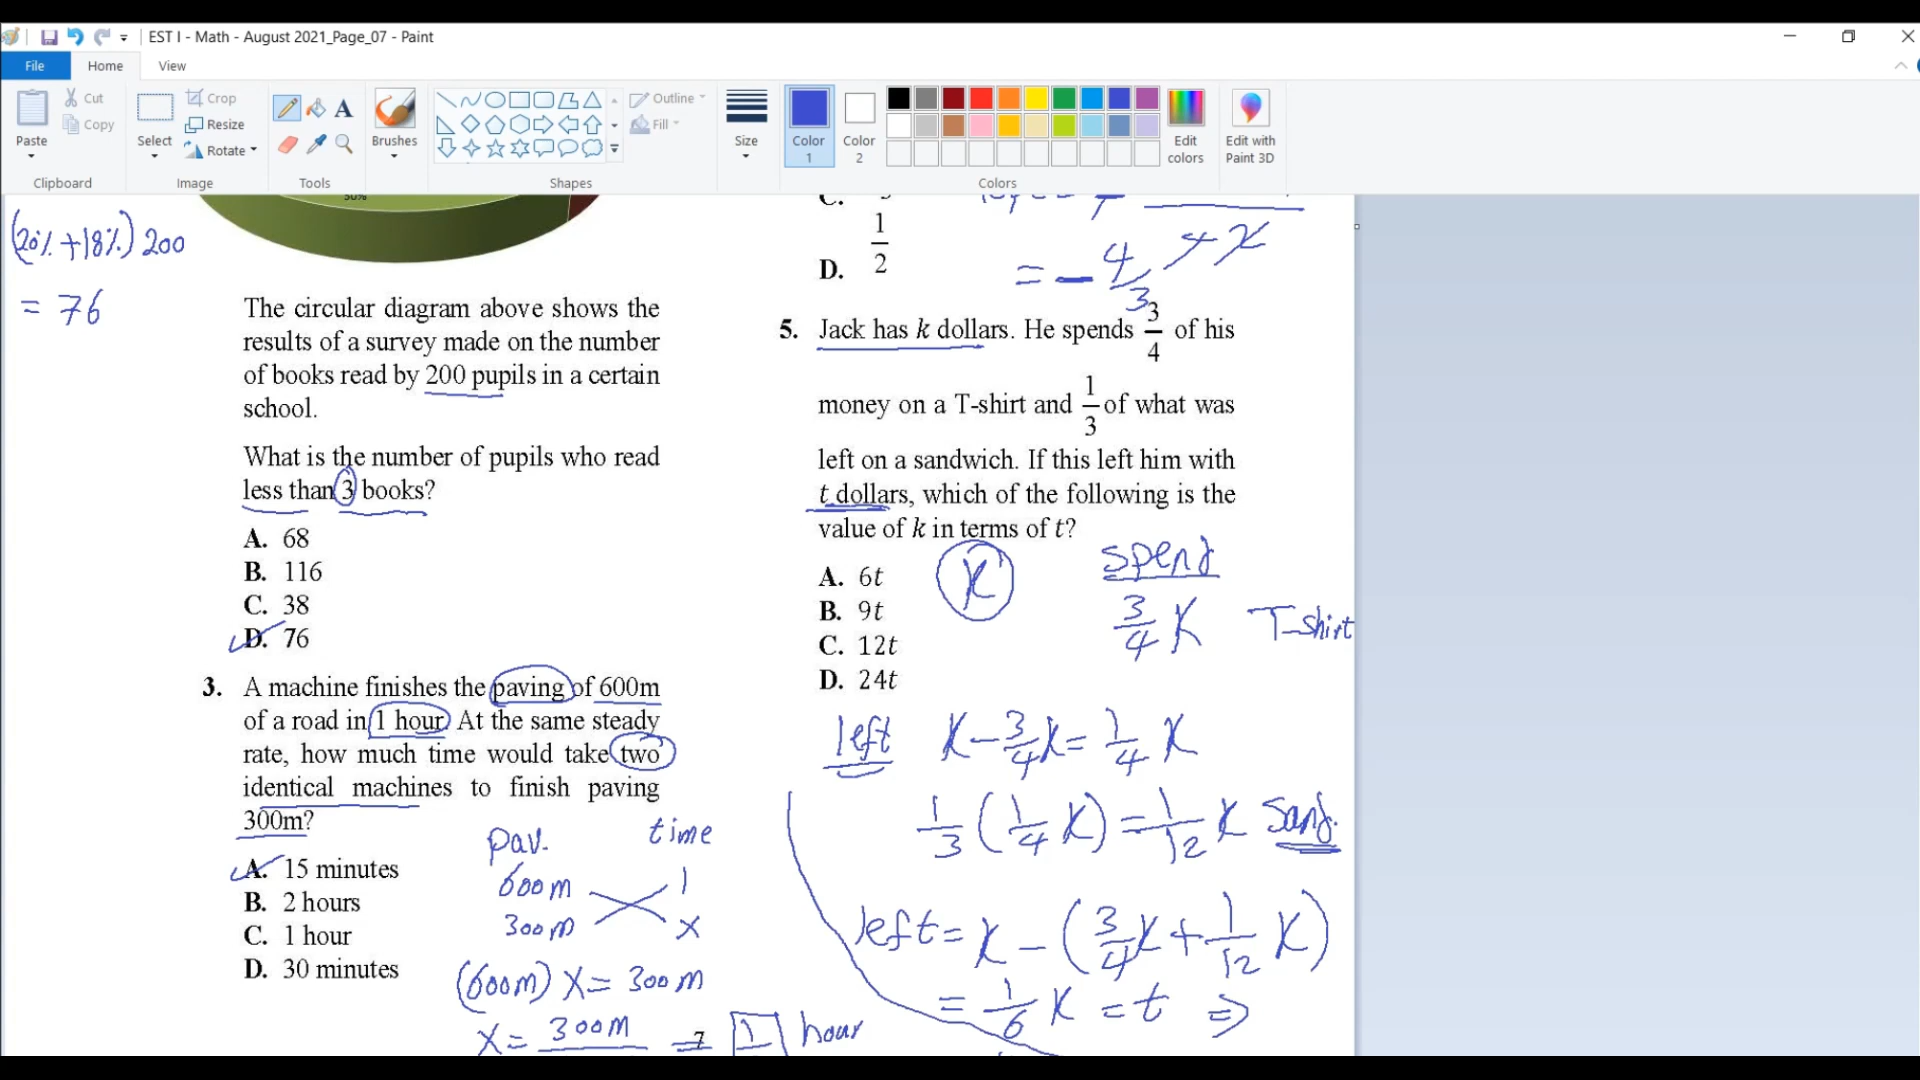 EST I - Math - August 2021_Page_07 - Paint
File Home View
Paste
Cut
Copy
Clipboard
Select
Crop
Resize
Rotate
Image
A
Tools
Brushes
Shapes
Outline
Fill
Size
Color 1
Color 2
Colors
Edit colors
Edit with Paint 3D
30%
(20% + 18%) 200
= 76
The circular diagram above shows the
results of a survey made on the number
of books read by 200 pupils in a certain
school.
What is the number of pupils who read
less than 3 books?
A. 68
B. 116
C. 38
D. 76
3. A machine finishes the paving of 600m
of a road in 1 hour. At the same steady
rate, how much time would take two
identical machines to finish paving
300m?
A. 15 minutes
B. 2 hours
C. 1 hour
D. 30 minutes
pav. time
600m 1
300m x
(600m) x = 300m
x = 300m = 1 hour
7
C.
D. 1/2
= - 4/3
5. Jack has k dollars. He spends 3/4 of his
money on a T-shirt and 1/3 of what was
left on a sandwich. If this left him with
t dollars, which of the following is the
value of k in terms of t?
A. 6t
B. 9t
C. 12t
D. 24t
K
spend
3/4 K T-shirt
left K - 3/4 K = 1/4 K
1/3 (1/4 K) = 1/12 K Sand.
left = K - (3/4 K + 1/12 K)
= 1/6 K = t ⇒